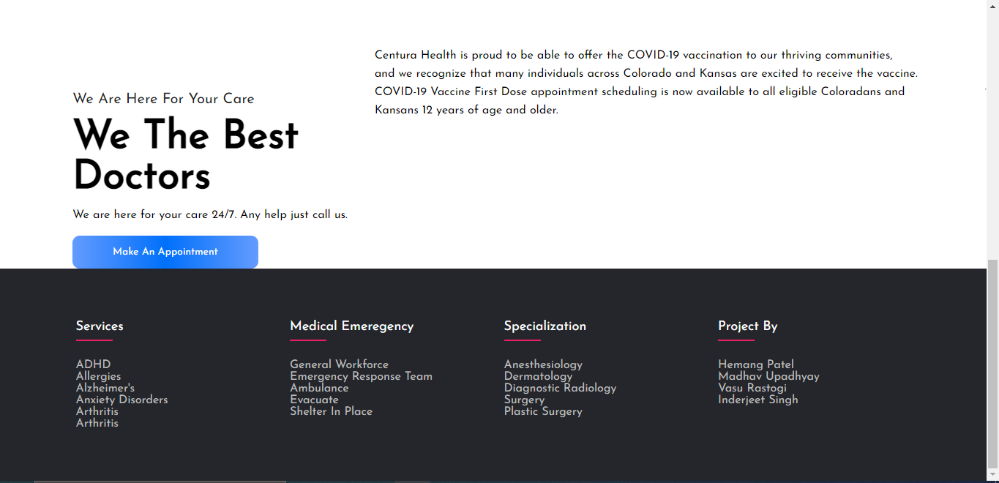 Centura Health is proud to be able to offer the COVID-19 vaccination to our thriving communities,
and we recognize that many individuals across Colorado and Kansas are excited to receive the vaccine.
COVID-19 Vaccine First Dose appointment scheduling is now available to all eligible Coloradans and
Kansans 12 years of age and older.
We Are Here For Your Care
We The Best
Doctors
We are here for your care 24/7. Any help just call us.
Make An Appointment
Services
ADHD
Allergies
Alzheimer's
Anxiety Disorders
Arthritis
Arthritis
Medical Emeregency
General Workforce
Emergency Response Team
Ambulance
Evacuate
Shelter In Place
Specialization
Anesthesiology
Dermatology
Diagnostic Radiology
Surgery
Plastic Surgery
Project By
Hemang Patel
Madhav Upadhyay
Vasu Rastogi
Inderjeet Singh